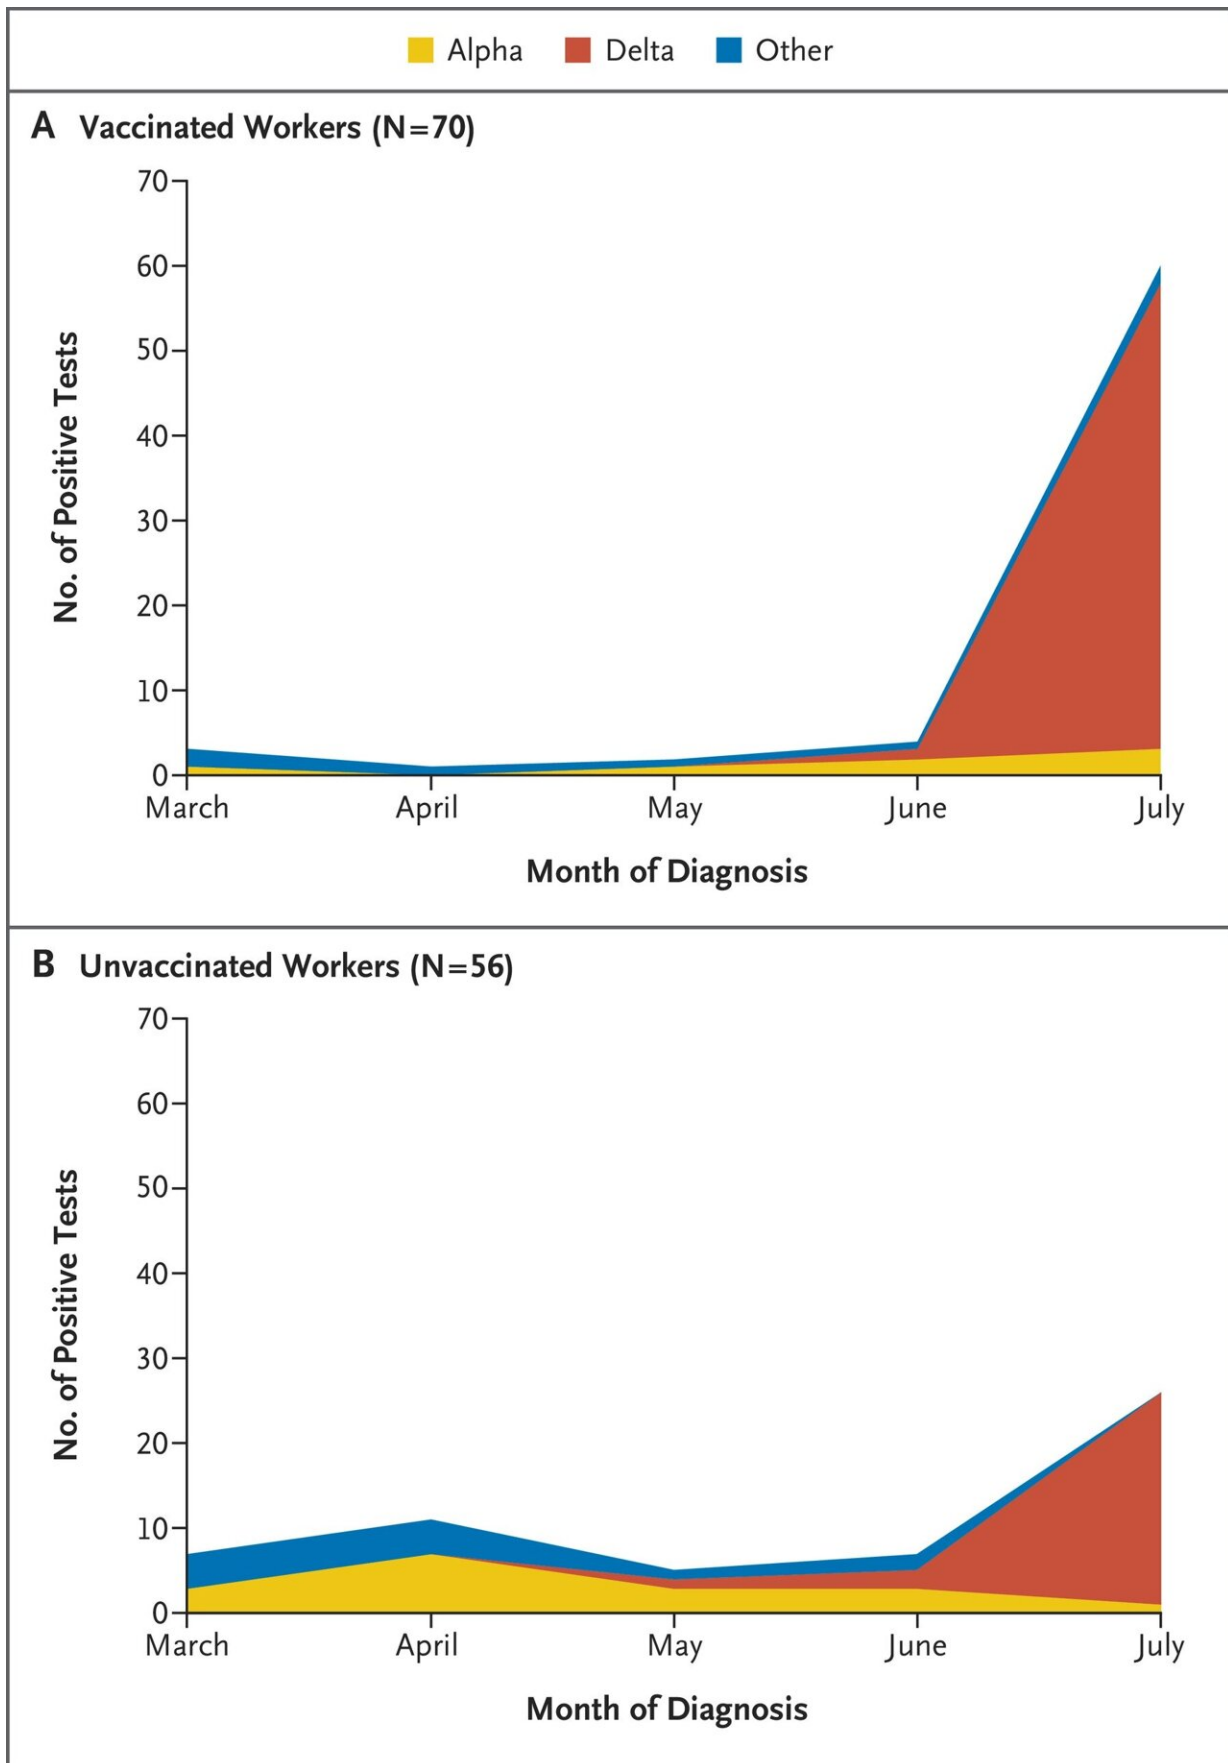 Alpha Delta Other
A Vaccinated Workers (N=70)
70
60
50
40
30
20
10
0
No. of Positive Tests
March April May June July
Month of Diagnosis
B Unvaccinated Workers (N=56)
70
60
50
40
30
20
10
0
No. of Positive Tests
March April May June July
Month of Diagnosis